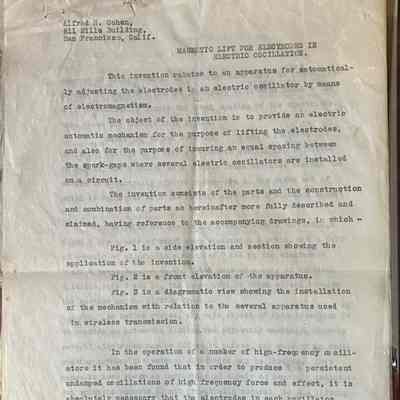 Alfred H. Cohen,
811 Mills Building,
San Francisco, Calif.
MAGNETIC LIFT FOR ELECTRODES IN
ELECTRIC OSCILLATION.
This invention relates to an apparatus for automatical-
ly adjusting the electrodes in an electric oscillator by means
of electromagnetism.
The object of the invention is to provide an electric
automatic mechanism for the purpose of lifting the electrodes,
and also for the purpose of insuring an equal spacing between
the spark-gaps where several electric oscillators are installed
on a circuit.
The invention consists of the parts and the construction
and combination of parts as hereinafter more fully described and
claimed, having reference to the accompanying drawings, in which -
Fig. 1 is a side elevation and section showing the
application of the invention.
Fig. 2 is a front elevation of the apparatus.
Fig. 3 is a diagramatic view showing the installation
of the mechanism with relation to the several apparatus used
in wireless transmission.
In the operation of a number of high-frequency oscill-
ators it has been found that in order to produce persistent
undamped oscillations of high frequency force and effect, it is
absolutely necessary that the electrodes in each oscillator